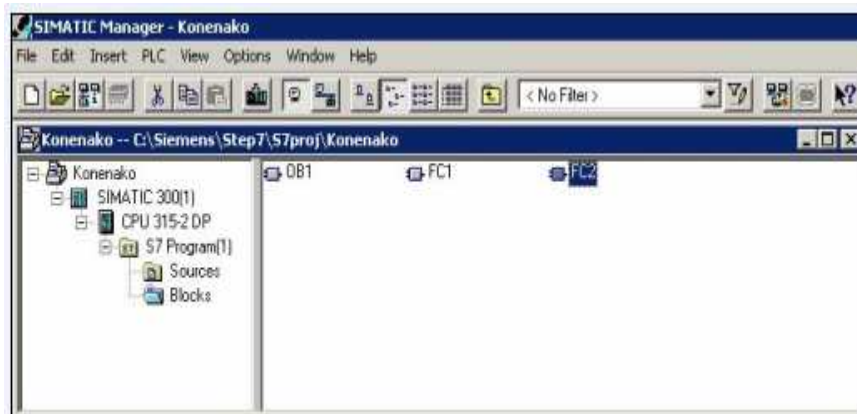 SIMATIC Manager - Konenako
File Edit Insert PLC View Options Window Help
< No Filter >
Konenako -- C:\Siemens\Step7\S7proj\Konenako
Konenako
SIMATIC 300(1)
CPU 315-2 DP
S7 Program(1)
Sources
Blocks
OB1 FC1 FC2